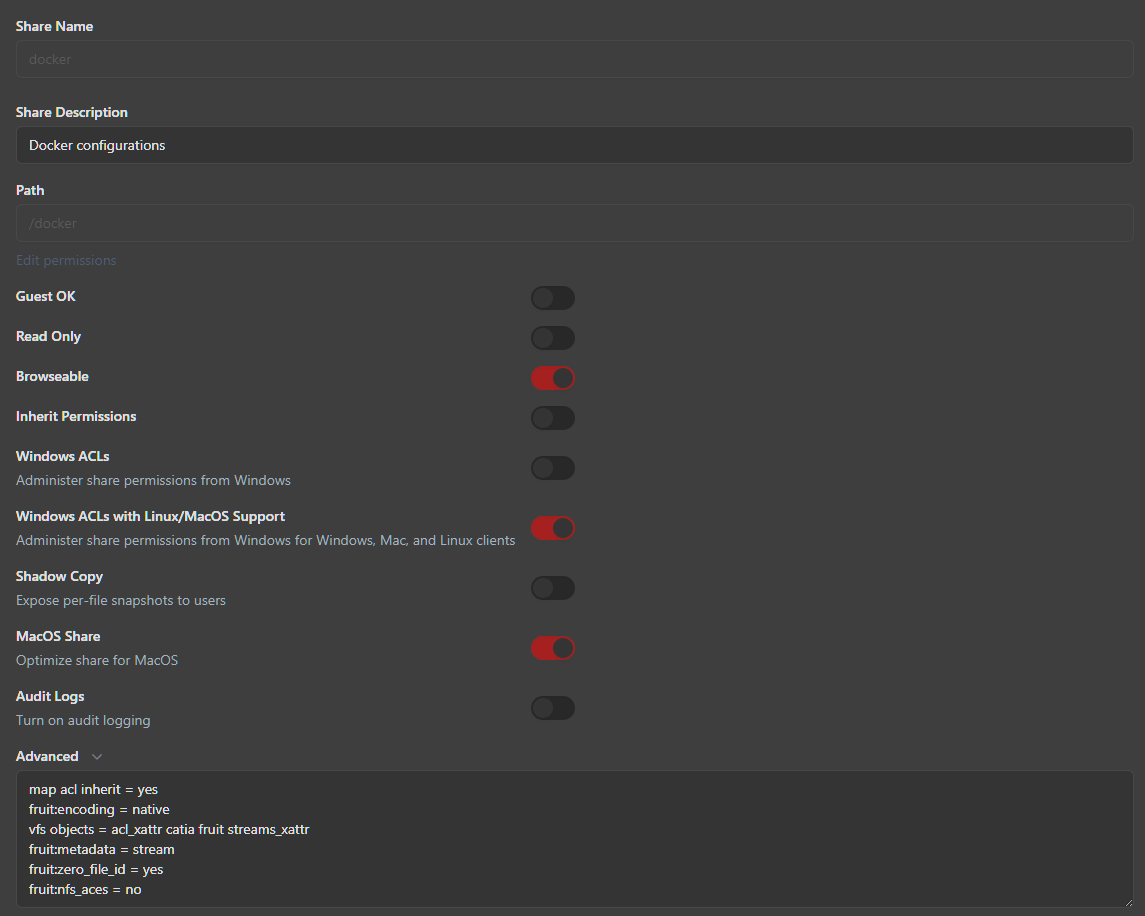 Share Name
docker
Share Description
Docker configurations
Path
/docker
Edit permissions
Guest OK
Read Only
Browseable
Inherit Permissions
Windows ACLs
Administer share permissions from Windows
Windows ACLs with Linux/MacOS Support
Administer share permissions from Windows for Windows, Mac, and Linux clients
Shadow Copy
Expose per-file snapshots to users
MacOS Share
Optimize share for MacOS
Audit Logs
Turn on audit logging
Advanced
map acl inherit = yes
fruit:encoding = native
vfs objects = acl_xattr catia fruit streams_xattr
fruit:metadata = stream
fruit:zero_file_id = yes
fruit:nfs_aces = no